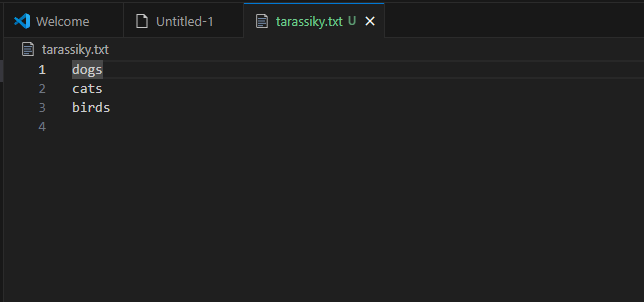 Welcome Untitled-1 tarassiky.txt U
tarassiky.txt
1 dogs
2 cats
3 birds
4